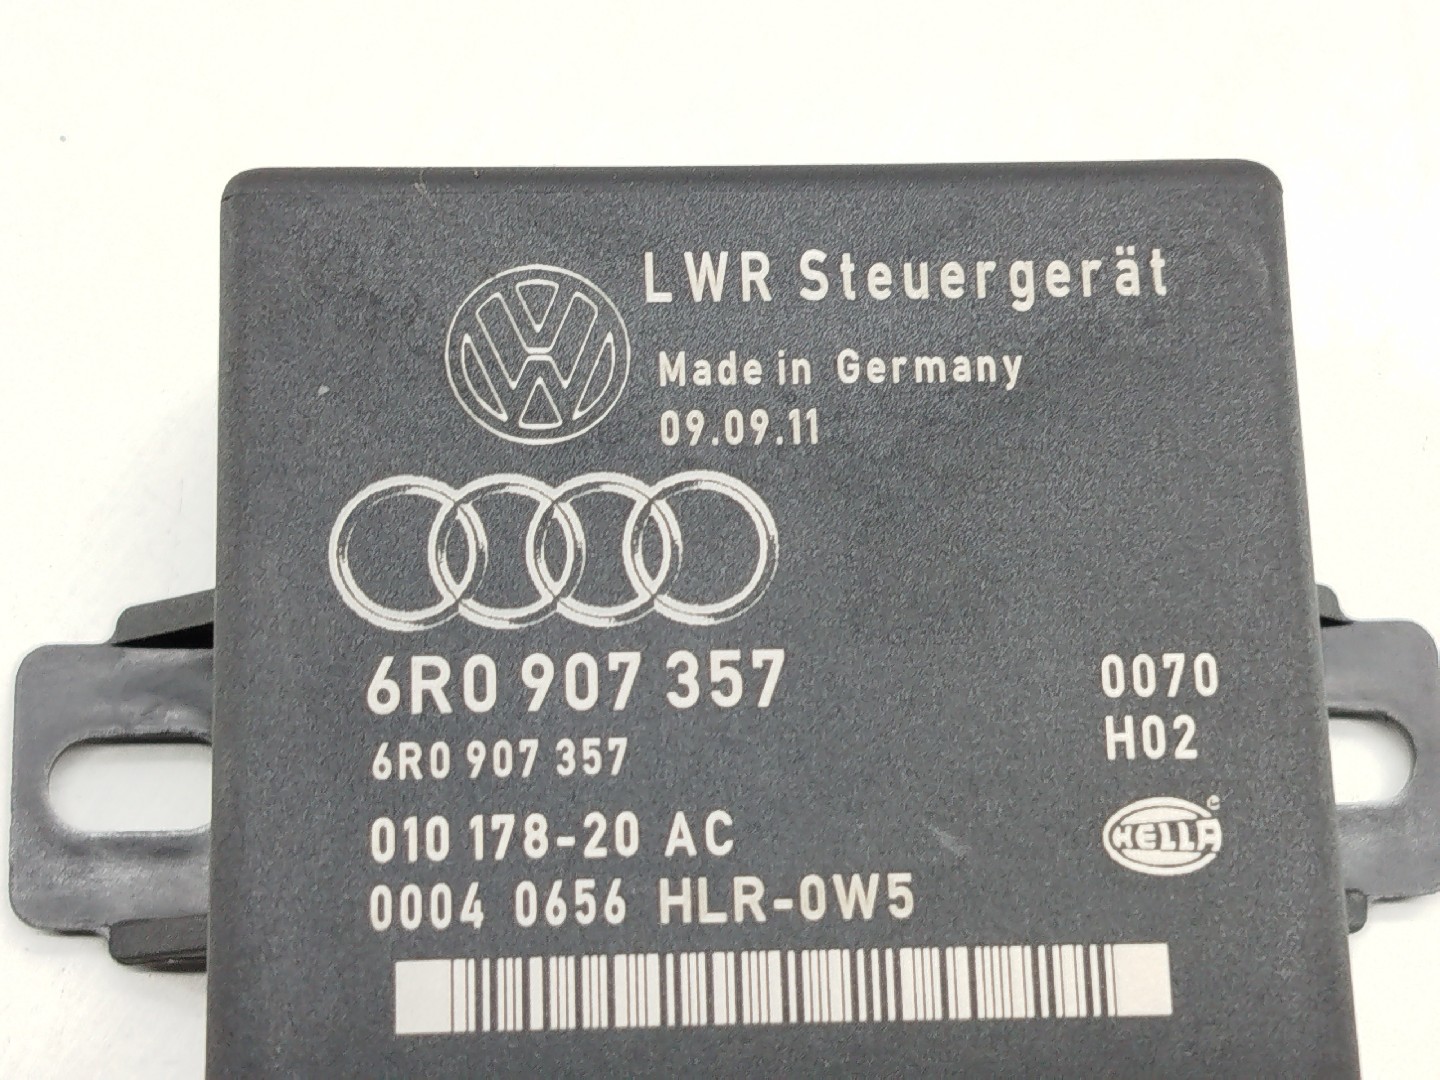 LWR Steuergerät
Made in Germany
09.09.11
6R0 907 357
0070
6R0 907 357
H02
010 178-20 AC
HELLA
0004 0656 HLR-0W5